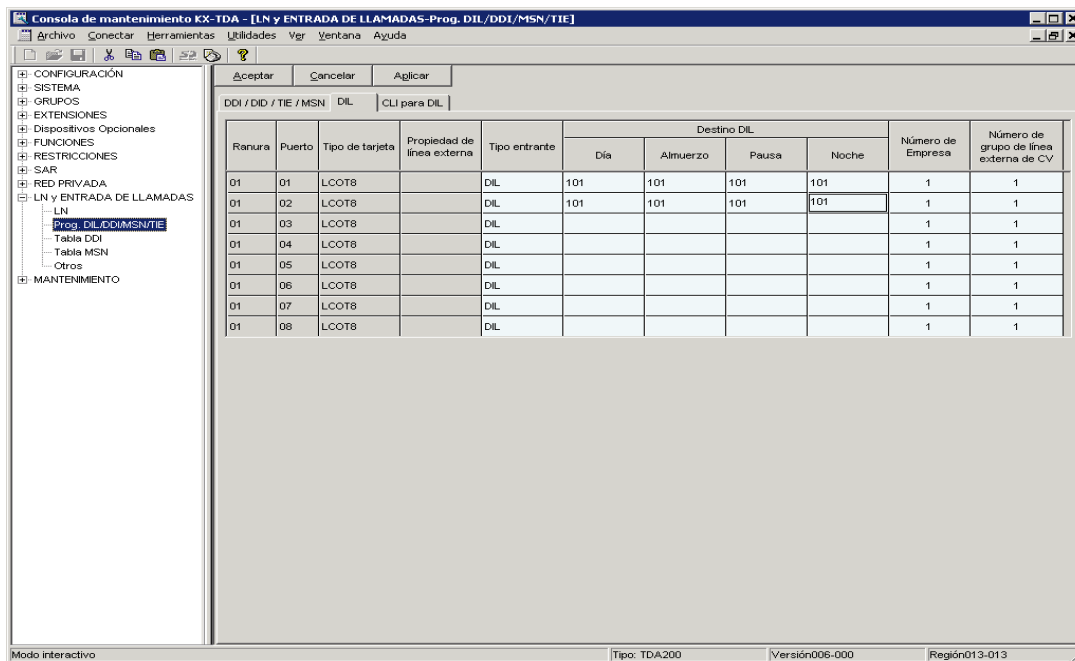 Consola de mantenimiento KX-TDA - [LN y ENTRADA DE LLAMADAS-Prog. DIL/DDI/MSN/TIE]
Archivo Conectar Herramientas Utilidades Ver Ventana Ayuda
CONFIGURACIÓN
SISTEMA
GRUPOS
EXTENSIONES
Dispositivos Opcionales
FUNCIONES
RESTRICCIONES
SAR
RED PRIVADA
LN y ENTRADA DE LLAMADAS
LN
Prog. DIL/DDI/MSN/TIE
Tabla DDI
Tabla MSN
Otros
MANTENIMIENTO
Aceptar Cancelar Aplicar
DDI / DID / TIE / MSN DIL CLI para DIL
Ranura Puerto Tipo de tarjeta Propiedad de línea externa Tipo entrante Destino DIL Número de Empresa Número de grupo de línea externa de CV
Día Almuerzo Pausa Noche
01 01 LCOT8 DIL 101 101 101 101 1 1
01 02 LCOT8 DIL 101 101 101 101 1 1
01 03 LCOT8 DIL 1 1
01 04 LCOT8 DIL 1 1
01 05 LCOT8 DIL 1 1
01 06 LCOT8 DIL 1 1
01 07 LCOT8 DIL 1 1
01 08 LCOT8 DIL 1 1
Modo interactivo Tipo: TDA200 Versión006-000 Región013-013